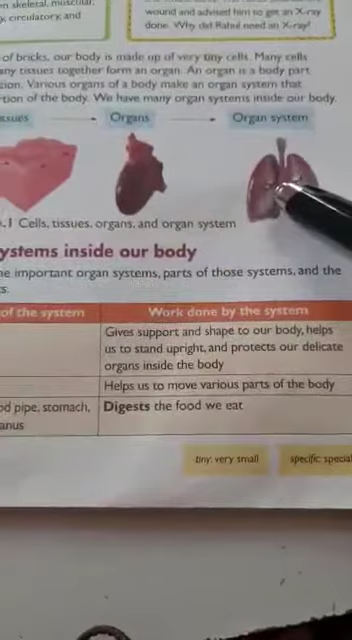 en skeletal, muscular,
y, circulatory, and
wound and advised him to get an X-ray
done. Why did Rahul need an X-ray?
of bricks, our body is made up of very tiny cells. Many cells
any tissues together form an organ. An organ is a body part
tion. Various organs of a body make an organ system that
tion of the body. We have many organ systems inside our body.
ssues Organs Organ system
.1 Cells, tissues, organs, and organ system
ystems inside our body
he important organ systems, parts of those systems, and the
s.
of the system Work done by the system
Gives support and shape to our body, helps
us to stand upright, and protects our delicate
organs inside the body
Helps us to move various parts of the body
od pipe, stomach, Digests the food we eat
anus
tiny: very small specific: special